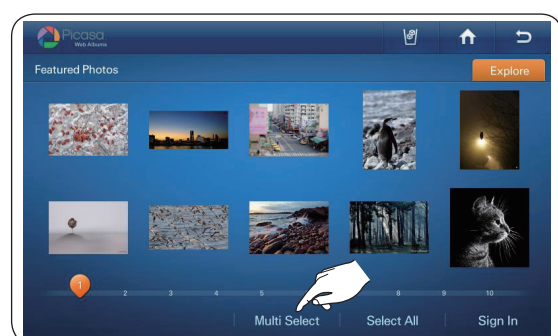 Picasa
Web Albums
Featured Photos
Explore
1 2 3 4 5 8 9 10
Multi Select Select All Sign In